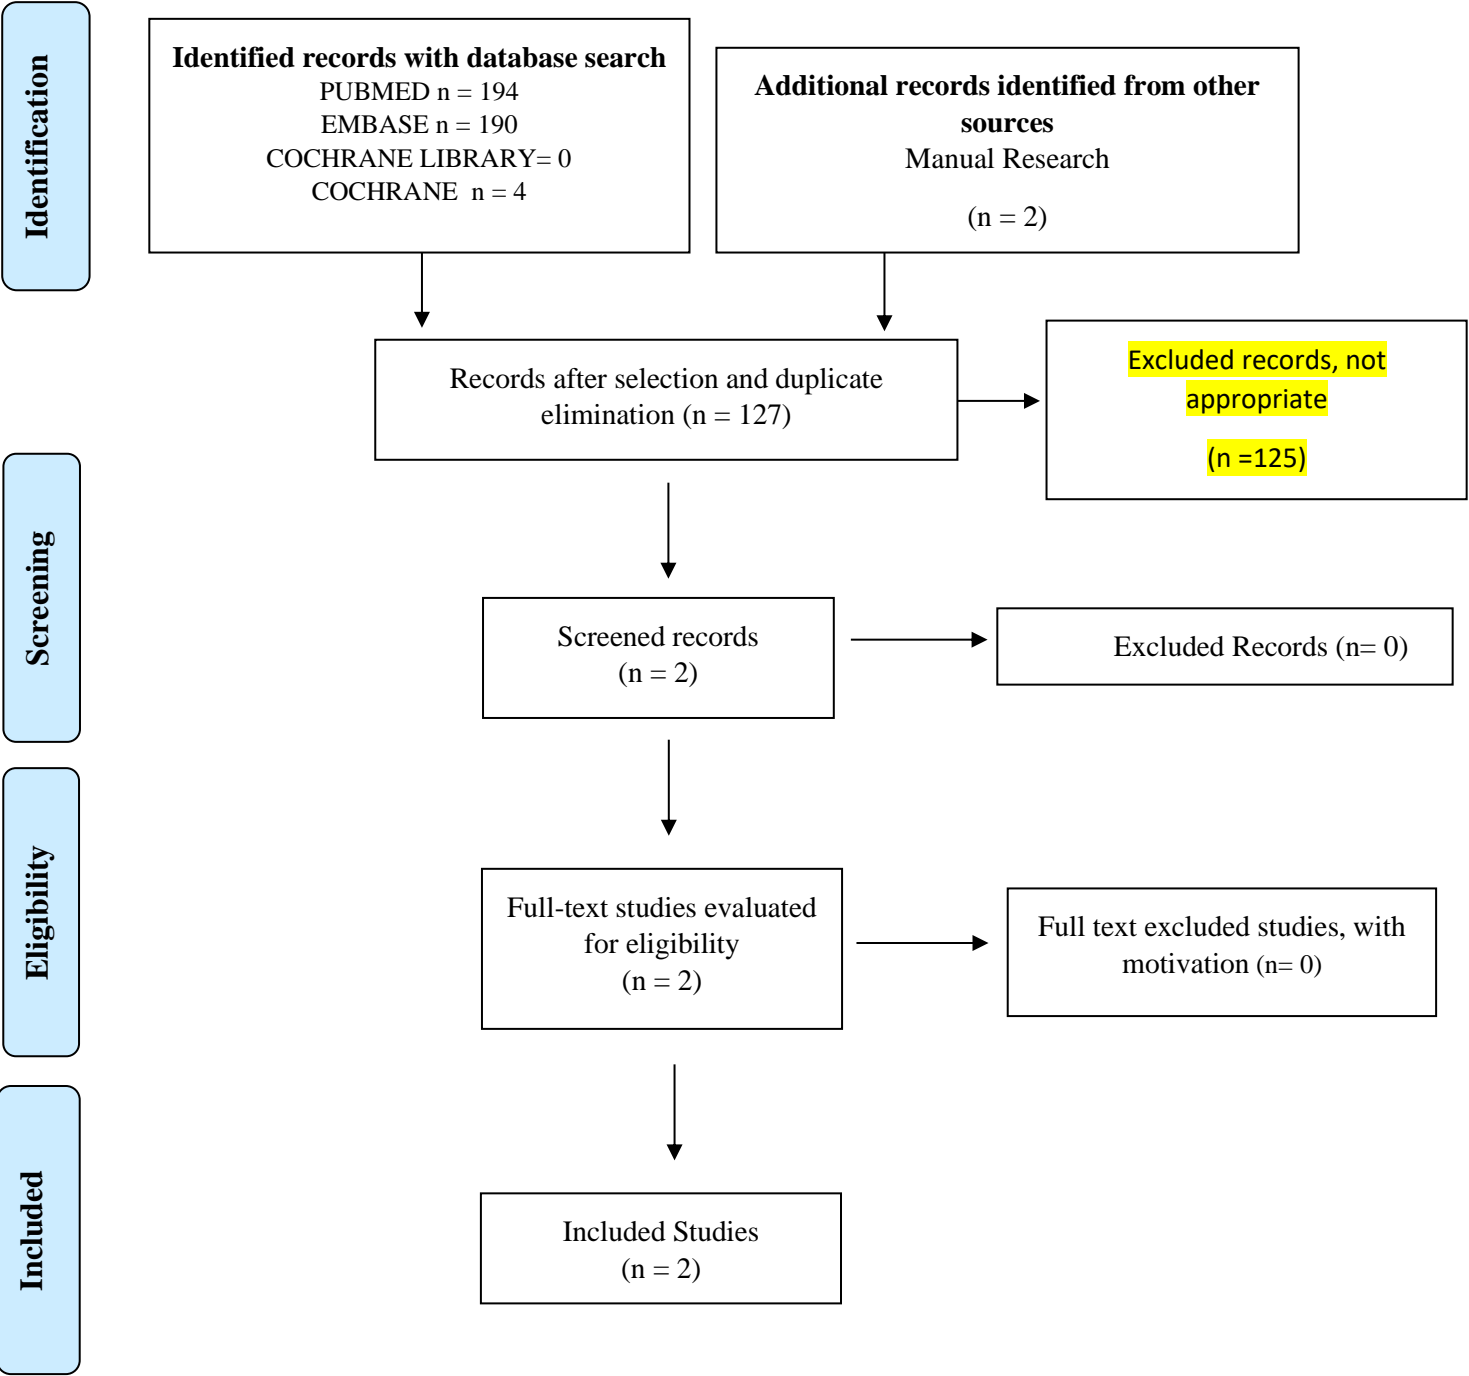 Identification
Identified records with database search
PUBMED n = 194
EMBASE n = 190
COCHRANE LIBRARY= 0
COCHRANE  n = 4
Additional records identified from other
sources
Manual Research
(n = 2)
Records after selection and duplicate
elimination (n = 127)
Excluded records, not
appropriate
(n =125)
Screening
Screened records
(n = 2)
Excluded Records (n= 0)
Eligibility
Full-text studies evaluated
for eligibility
(n = 2)
Full text excluded studies, with
motivation (n= 0)
Included
Included Studies
(n = 2)